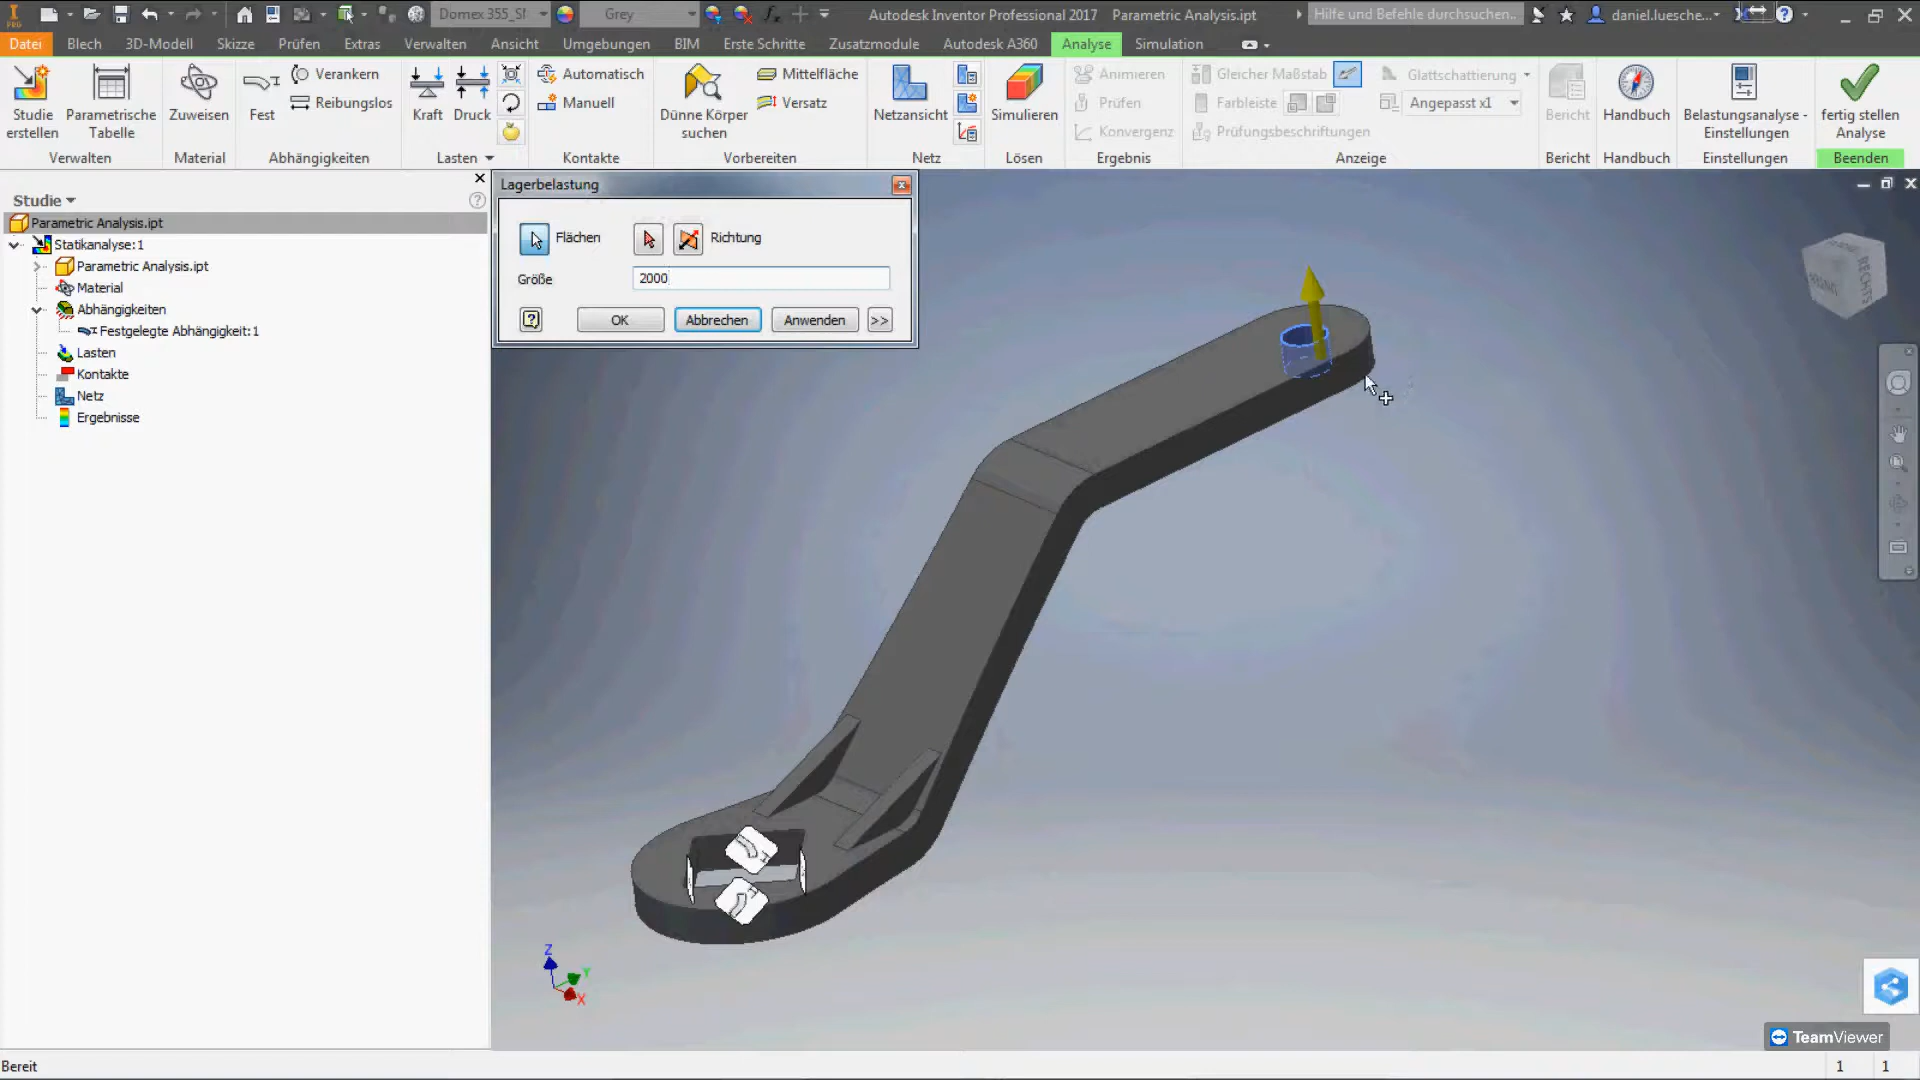 Domex 355_SI
Grey
Autodesk Inventor Professional 2017 Parametric Analysis.ipt
Hilfe und Befehle durchsuchen...
daniel.luesche...
PRO
Datei Blech 3D-Modell Skizze Prüfen Extras Verwalten Ansicht Umgebungen BIM Erste Schritte Zusatzmodule Autodesk A360 Analyse Simulation
Studie erstellen
Parametrische Tabelle
Verwalten
Zuweisen
Material
Fest
Verankern
Reibungslos
Abhängigkeiten
Kraft
Druck
Lasten
Automatisch
Manuell
Kontakte
Dünne Körper suchen
Mittelfläche
Versatz
Vorbereiten
Netzansicht
Netz
Simulieren
Lösen
Animieren
Prüfen
Konvergenz
Ergebnis
Gleicher Maßstab
Farbleiste
Prüfungsbeschriftungen
Glattschattierung
Angepasst x1
Anzeige
Bericht
Bericht
Handbuch
Handbuch
Belastungsanalyse - Einstellungen
Einstellungen
fertig stellen Analyse
Beenden
Studie
Parametric Analysis.ipt
Statikanalyse:1
Parametric Analysis.ipt
Material
Abhängigkeiten
Festgelegte Abhängigkeit:1
Lasten
Kontakte
Netz
Ergebnisse
Lagerbelastung
Flächen
Richtung
Größe
2000
OK
Abbrechen
Anwenden
>>
RECHTS
Z
Y
X
TeamViewer
Bereit
1 1